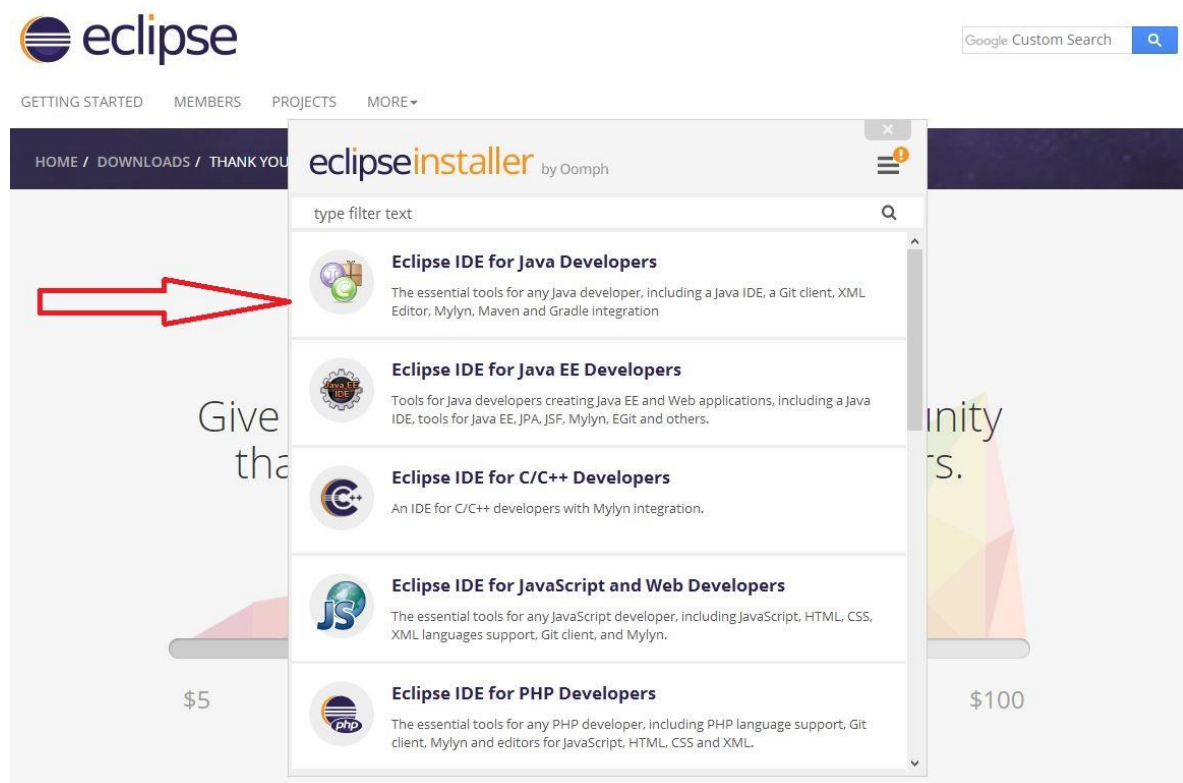 eclipse
Google Custom Search
GETTING STARTED MEMBERS PROJECTS MORE
HOME / DOWNLOADS / THANK YOU
eclipseinstaller by Oomph
!
type filter text
Eclipse IDE for Java Developers
The essential tools for any Java developer, including a Java IDE, a Git client, XML
Editor, Mylyn, Maven and Gradle integration
Eclipse IDE for Java EE Developers
Tools for Java developers creating Java EE and Web applications, including a Java
IDE, tools for Java EE, JPA, JSF, Mylyn, EGit and others.
Java EE
IDE
Give
unity
tha
rs.
Eclipse IDE for C/C++ Developers
An IDE for C/C++ developers with Mylyn integration.
C++
Eclipse IDE for JavaScript and Web Developers
The essential tools for any JavaScript developer, including JavaScript, HTML, CSS,
XML languages support, Git client, and Mylyn.
JS
$5
$100
Eclipse IDE for PHP Developers
The essential tools for any PHP developer, including PHP language support, Git
client, Mylyn and editors for JavaScript, HTML, CSS and XML.
php